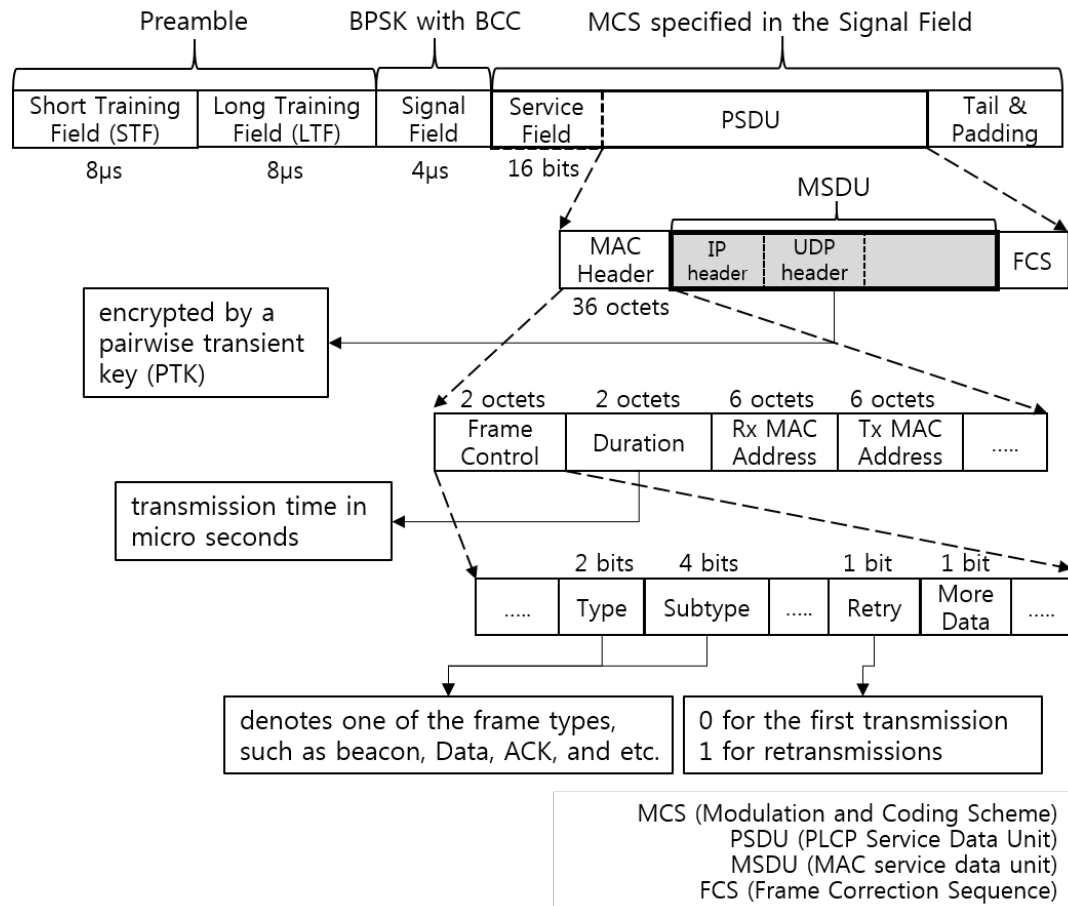 Preamble
BPSK with BCC
MCS specified in the Signal Field
Short Training
Field (STF)
Long Training
Field (LTF)
Signal
Field
Service
Field
PSDU
Tail &
Padding
8μs
8μs
4μs
16 bits
MSDU
MAC
Header
IP
header
UDP
header
FCS
36 octets
encrypted by a
pairwise transient
key (PTK)
2 octets
2 octets
6 octets
6 octets
Frame
Control
Duration
Rx MAC
Address
Tx MAC
Address
.....
transmission time in
micro seconds
2 bits
4 bits
1 bit
1 bit
.....
Type
Subtype
.....
Retry
More
Data
.....
denotes one of the frame types,
such as beacon, Data, ACK, and etc.
0 for the first transmission
1 for retransmissions
MCS (Modulation and Coding Scheme)
PSDU (PLCP Service Data Unit)
MSDU (MAC service data unit)
FCS (Frame Correction Sequence)